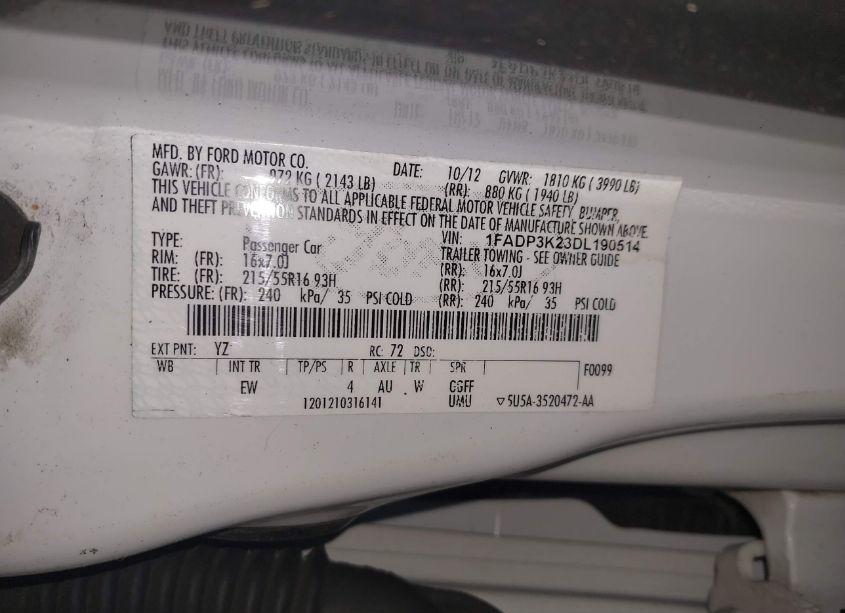 MFD. BY FORD MOTOR CO. DATE: 10/12 GVWR: 1810 KG ( 3990 LB)
GAWR: (FR): 972 KG ( 2143 LB) (RR): 880 KG ( 1940 LB)
THIS VEHICLE CONFORMS TO ALL APPLICABLE FEDERAL MOTOR VEHICLE SAFETY, BUMPER,
AND THEFT PREVENTION STANDARDS IN EFFECT ON THE DATE OF MANUFACTURE SHOWN ABOVE.
VIN: 1FADP3K23DL190514
TYPE: Passenger Car TRAILER TOWING - SEE OWNER GUIDE
RIM: (FR): 16x7.0J (RR): 16x7.0J
TIRE: (FR): 215/55R16 93H (RR): 215/55R16 93H
PRESSURE: (FR): 240 kPa/ 35 PSI COLD (RR): 240 kPa/ 35 PSI COLD
EXT PNT: YZ RC: 72 DSO:
WB INT TR TP/PS R AXLE TR SPR F0099
EW 4 AU W GGFF
1201210316141 UMU ▽5U5A-3520472-AA